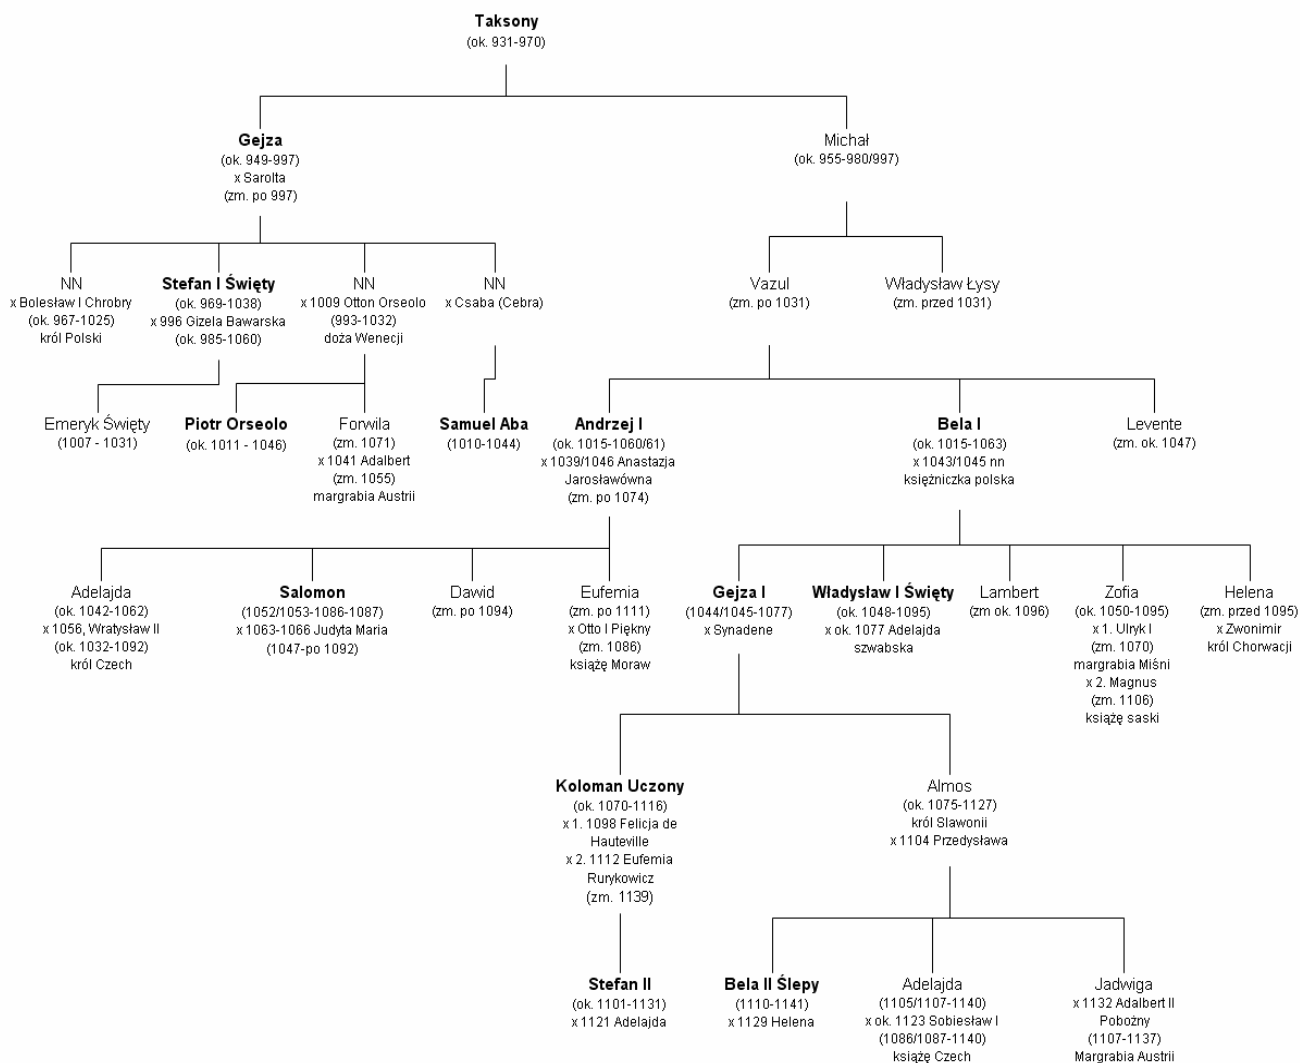 Taksony
(ok. 931-970)
Gejza
(ok. 949-997)
x Sarolta
(zm. po 997)
Michał
(ok. 955-980/997)
NN
x Bolesław I Chrobry
(ok. 967-1025)
król Polski
Stefan I Święty
(ok. 969-1038)
x 996 Gizela Bawarska
(ok. 985-1060)
NN
x 1009 Otton Orseolo
(993-1032)
doża Wenecji
NN
x Csaba (Cebra)
Vazul
(zm. po 1031)
Władysław Łysy
(zm. przed 1031)
Emeryk Święty
(1007 - 1031)
Piotr Orseolo
(ok. 1011 - 1046)
Forwila
(zm. 1071)
x 1041 Adalbert
(zm. 1055)
margrabia Austrii
Samuel Aba
(1010-1044)
Andrzej I
(ok. 1015-1060/61)
x 1039/1046 Anastazja
Jarosławówna
(zm. po 1074)
Bela I
(ok. 1015-1063)
x 1043/1045 nn
księżniczka polska
Levente
(zm. ok. 1047)
Adelajda
(ok. 1042-1062)
x 1056, Wratysław II
(ok. 1032-1092)
król Czech
Salomon
(1052/1053-1086-1087)
x 1063-1066 Judyta Maria
(1047-po 1092)
Dawid
(zm. po 1094)
Eufemia
(zm. po 1111)
x Otto I Piękny
(zm. 1086)
książę Moraw
Gejza I
(1044/1045-1077)
x Synadene
Władysław I Święty
(ok. 1048-1095)
x ok. 1077 Adelajda
szwabska
Lambert
(zm ok. 1096)
Zofia
(ok. 1050-1095)
x 1. Ulryk I
(zm. 1070)
margrabia Miśni
x 2. Magnus
(zm. 1106)
książę saski
Helena
(zm. przed 1095)
x Zwonimir
król Chorwacji
Koloman Uczony
(ok. 1070-1116)
x 1. 1098 Felicja de
Hauteville
x 2. 1112 Eufemia
Rurykowicz
(zm. 1139)
Almos
(ok. 1075-1127)
król Slawonii
x 1104 Przedysława
Stefan II
(ok. 1101-1131)
x 1121 Adelajda
Bela II Ślepy
(1110-1141)
x 1129 Helena
Adelajda
(1105/1107-1140)
x ok. 1123 Sobiesław I
(1086/1087-1140)
książę Czech
Jadwiga
x 1132 Adalbert II
Pobożny
(1107-1137)
Margrabia Austrii